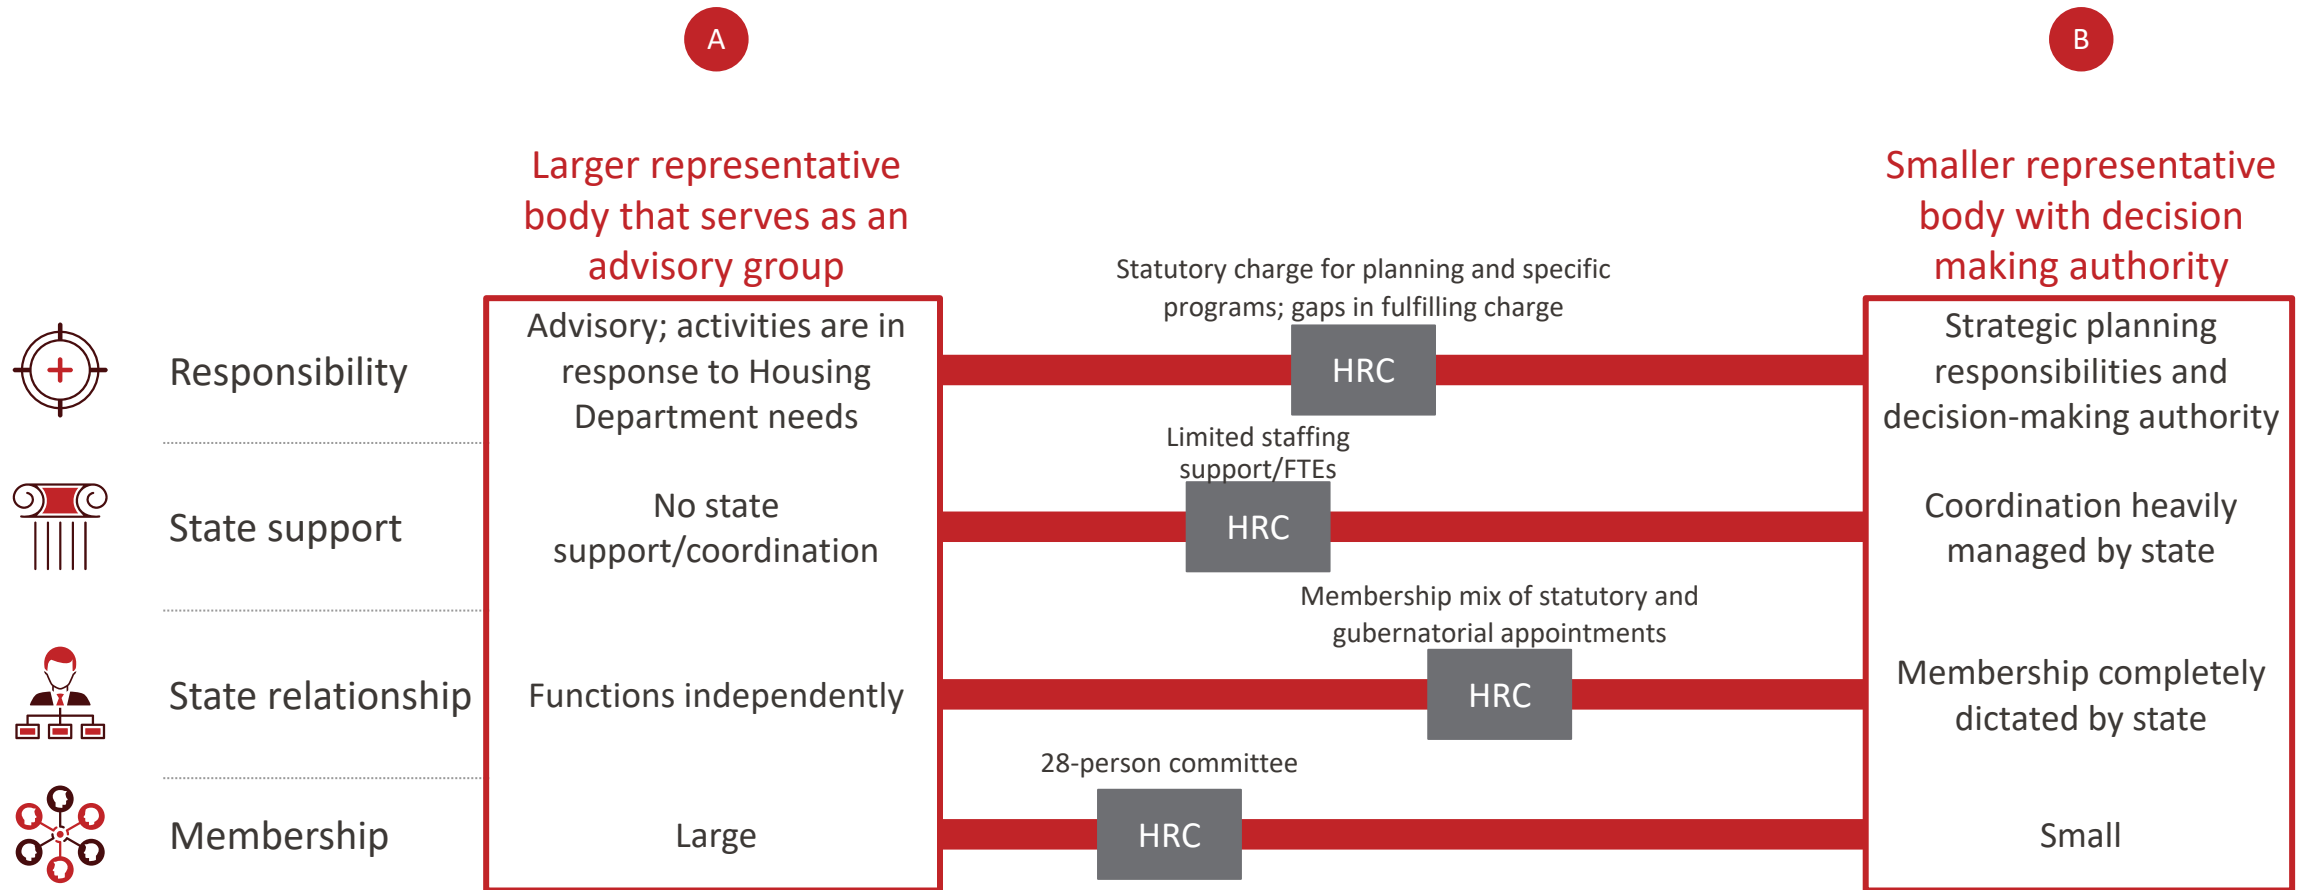 A
B
Larger representative
body that serves as an
advisory group
Smaller representative
body with decision
making authority
Responsibility
Advisory; activities are in
response to Housing
Department needs
Statutory charge for planning and specific
programs; gaps in fulfilling charge
HRC
Strategic planning
responsibilities and
decision-making authority
State support
No state
support/coordination
Limited staffing
support/FTEs
HRC
Coordination heavily
managed by state
State relationship
Functions independently
Membership mix of statutory and
gubernatorial appointments
HRC
Membership completely
dictated by state
Membership
Large
28-person committee
HRC
Small